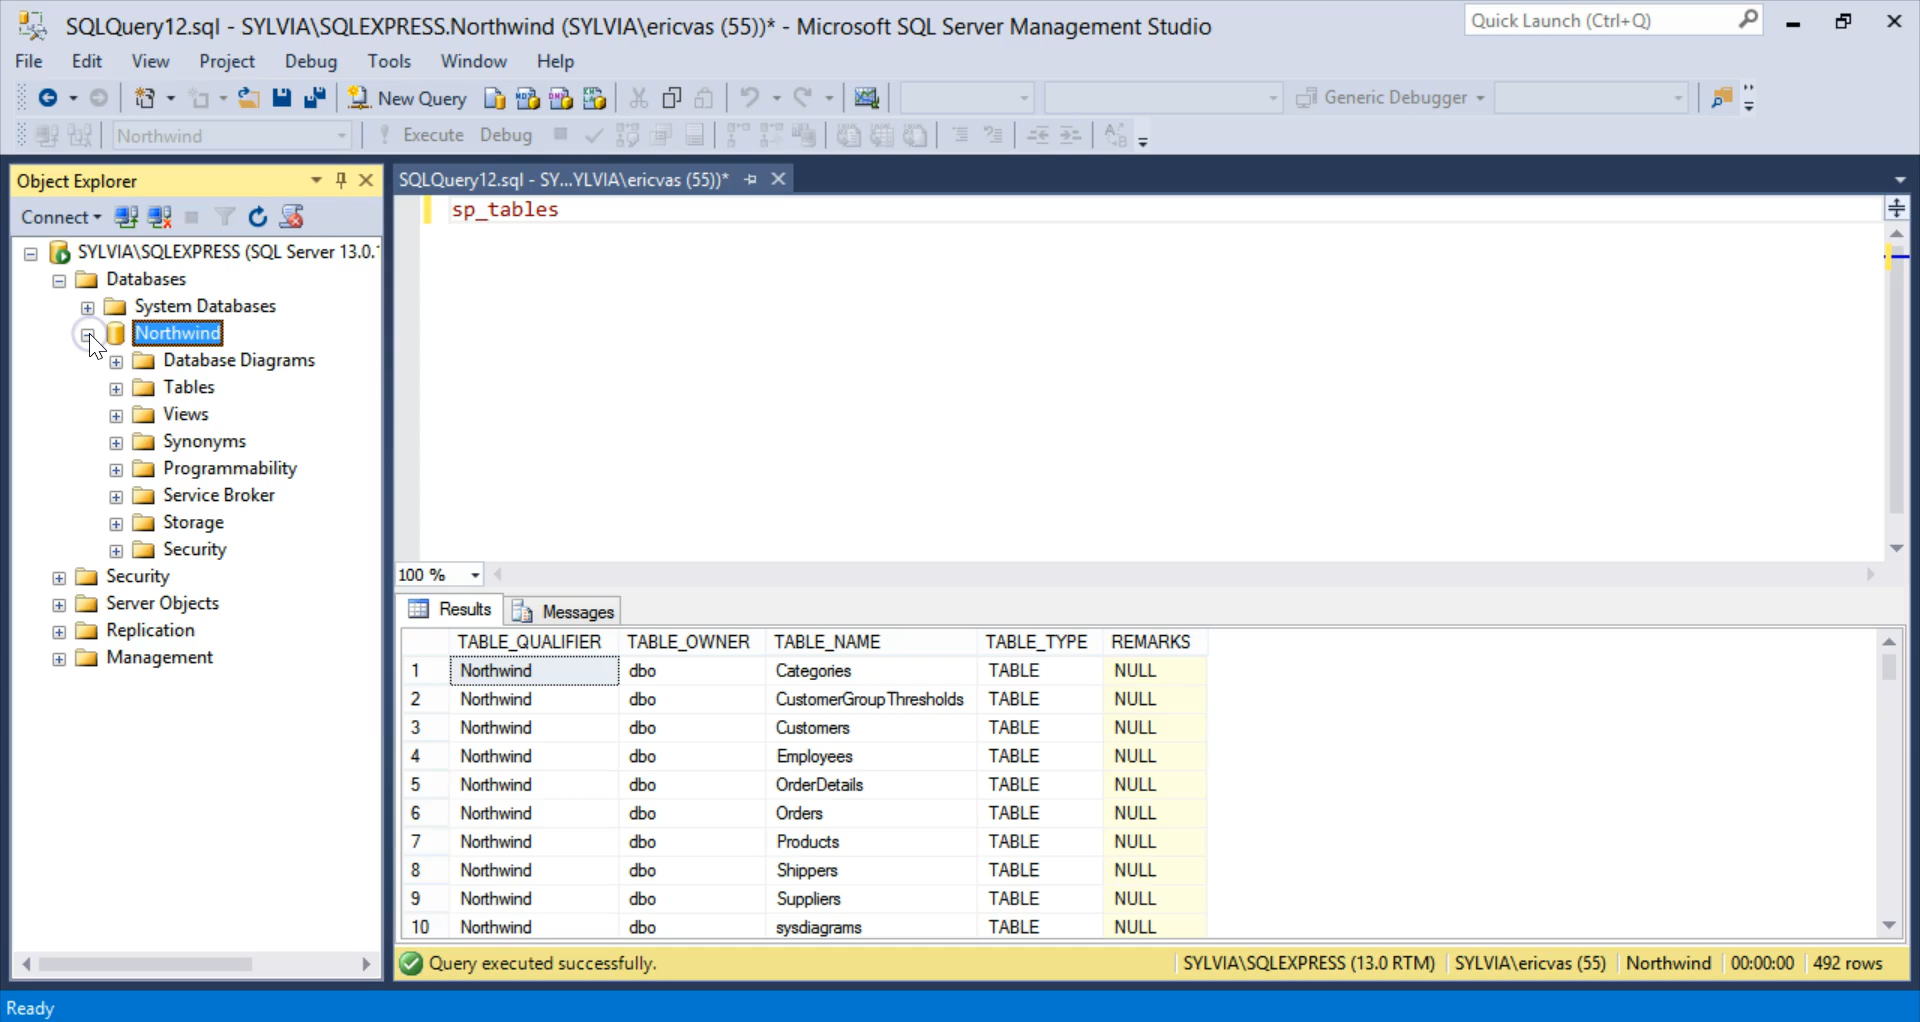 SQLQuery12.sql - SYLVIA\SQLEXPRESS.Northwind (SYLVIA\ericvas (55))* - Microsoft SQL Server Management Studio
Quick Launch (Ctrl+Q)
File Edit View Project Debug Tools Window Help
New Query
Generic Debugger
Northwind
Execute Debug
Object Explorer
SQLQuery12.sql - SY...YLVIA\ericvas (55))*
Connect
sp_tables
SYLVIA\SQLEXPRESS (SQL Server 13.0.
Databases
System Databases
Northwind
Database Diagrams
Tables
Views
Synonyms
Programmability
Service Broker
Storage
Security
Security
Server Objects
Replication
Management
100 %
Results Messages
TABLE_QUALIFIER TABLE_OWNER TABLE_NAME TABLE_TYPE REMARKS
1 Northwind dbo Categories TABLE NULL
2 Northwind dbo CustomerGroupThresholds TABLE NULL
3 Northwind dbo Customers TABLE NULL
4 Northwind dbo Employees TABLE NULL
5 Northwind dbo OrderDetails TABLE NULL
6 Northwind dbo Orders TABLE NULL
7 Northwind dbo Products TABLE NULL
8 Northwind dbo Shippers TABLE NULL
9 Northwind dbo Suppliers TABLE NULL
10 Northwind dbo sysdiagrams TABLE NULL
Query executed successfully. SYLVIA\SQLEXPRESS (13.0 RTM) SYLVIA\ericvas (55) Northwind 00:00:00 492 rows
Ready